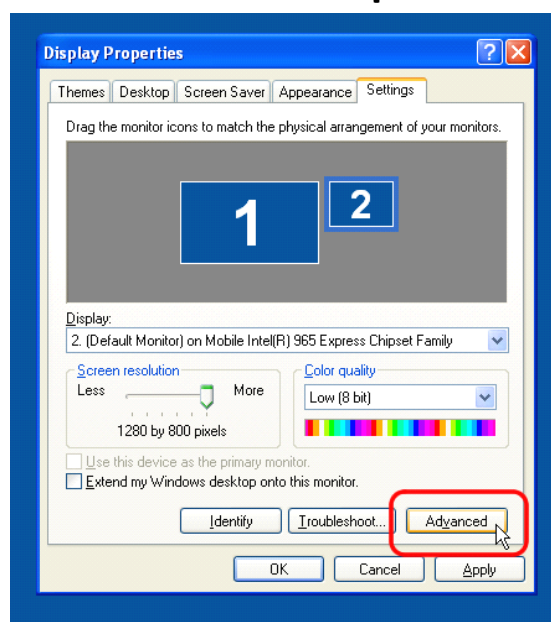 Display Properties
Themes Desktop Screen Saver Appearance Settings
Drag the monitor icons to match the physical arrangement of your monitors.
1 2
Display:
2. (Default Monitor) on Mobile Intel(R) 965 Express Chipset Family
Screen resolution Color quality
Less More Low (8 bit)
1280 by 800 pixels
Use this device as the primary monitor.
Extend my Windows desktop onto this monitor.
Identify Troubleshoot... Advanced
OK Cancel Apply